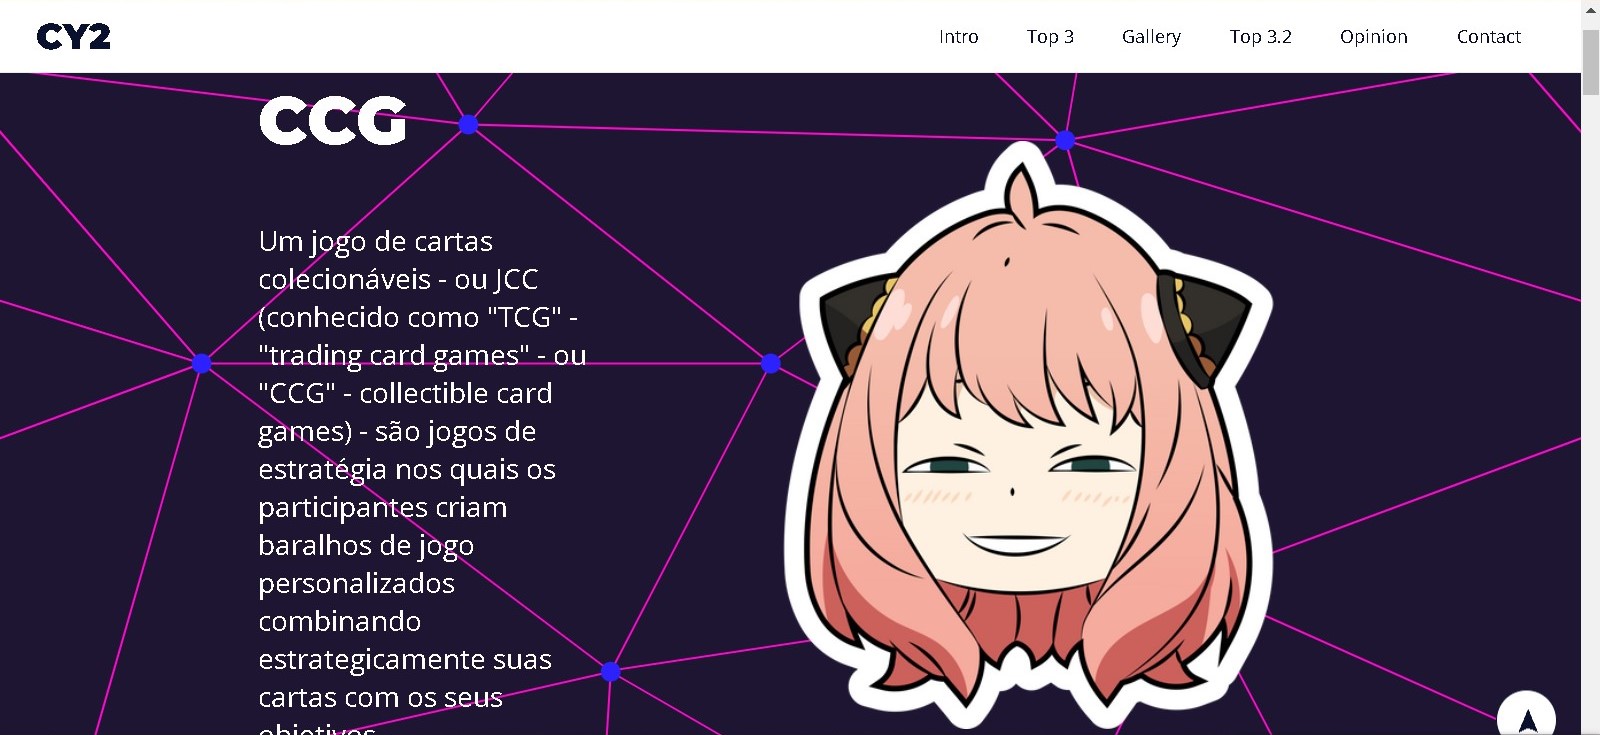 CY2
Intro Top 3 Gallery Top 3.2 Opinion Contact
CCG
Um jogo de cartas
colecionáveis - ou JCC
(conhecido como "TCG" -
"trading card games" - ou
"CCG" - collectible card
games) - são jogos de
estratégia nos quais os
participantes criam
baralhos de jogo
personalizados
combinando
estrategicamente suas
cartas com os seus
objetivos